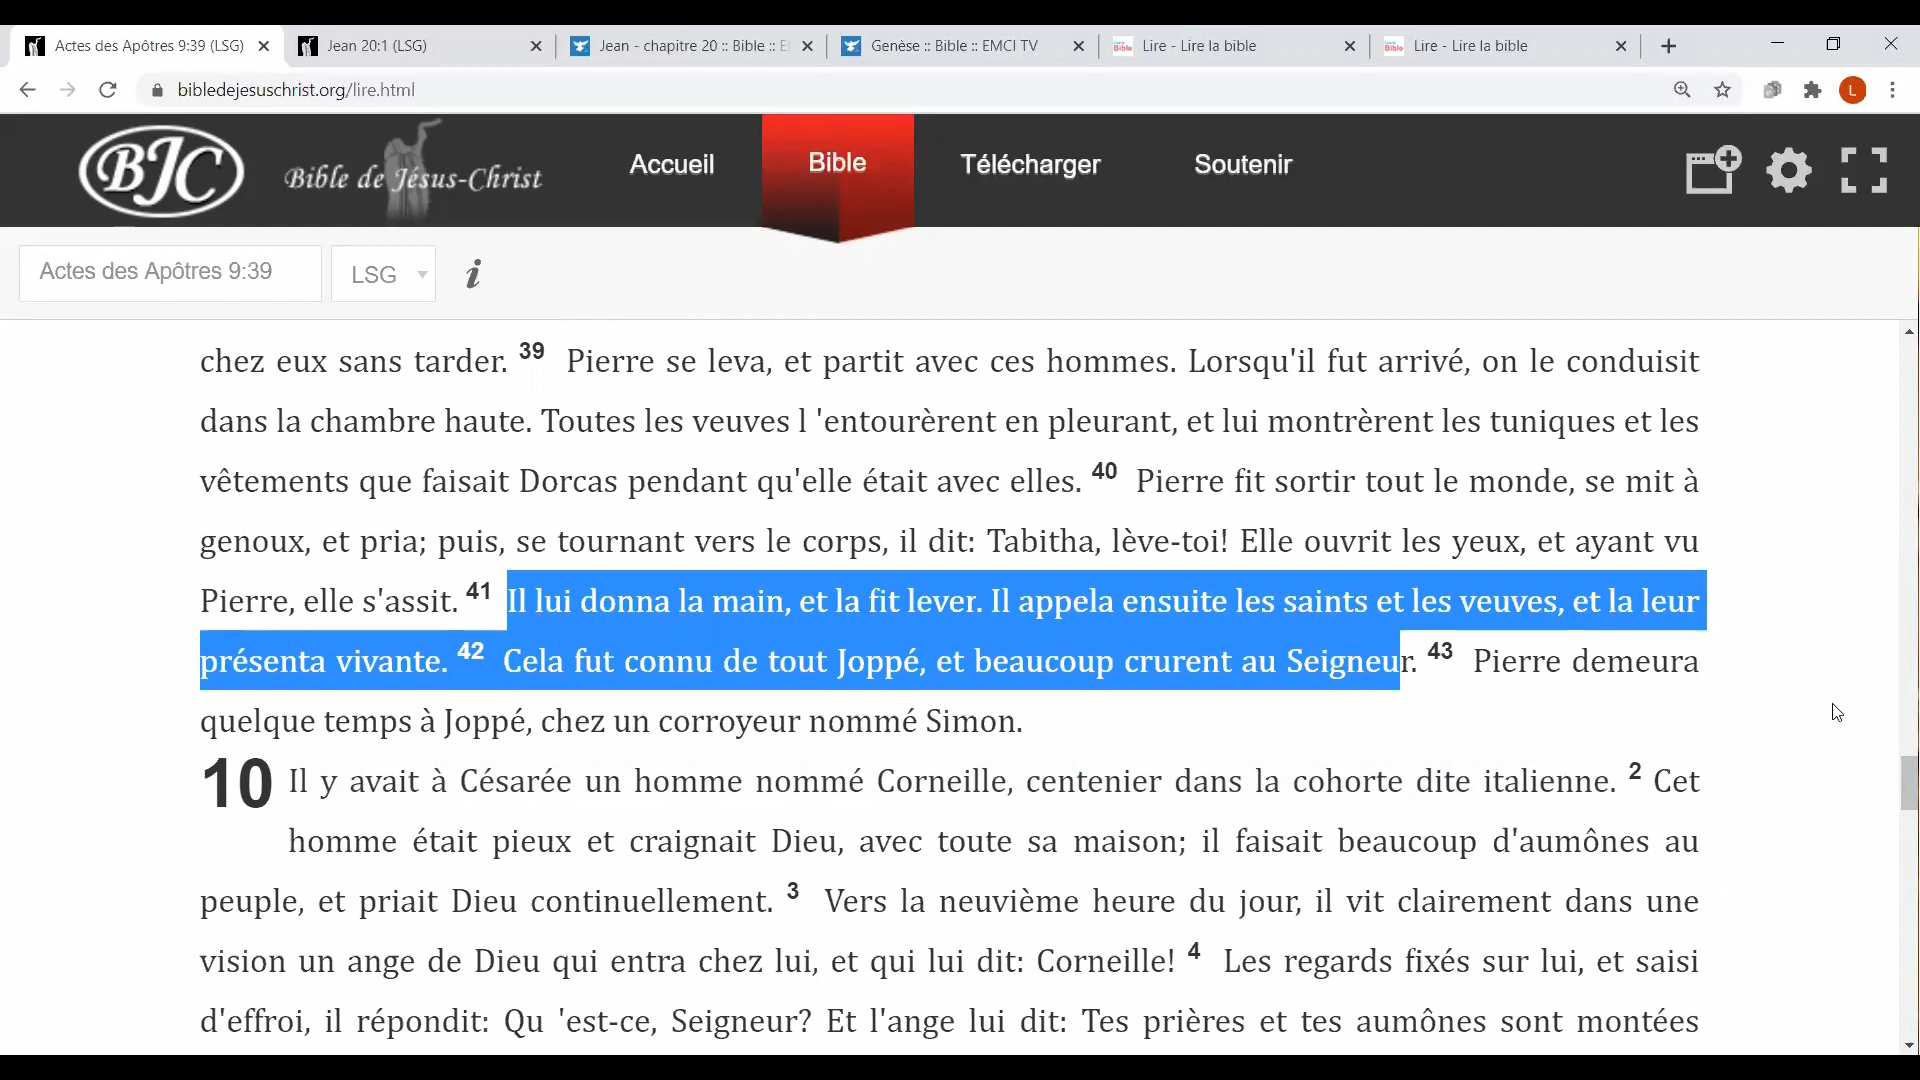 Actes des Apôtres 9:39 (LSG)
Jean 20:1 (LSG)
Jean - chapitre 20 :: Bible ::
Genèse :: Bible :: EMCI TV
Lire - Lire la bible
Lire - Lire la bible
bibledejesuschrist.org/lire.html
L
BJC
Bible de Jésus-Christ
Accueil
Bible
Télécharger
Soutenir
Actes des Apôtres 9:39
LSG
i
chez eux sans tarder. 39 Pierre se leva, et partit avec ces hommes. Lorsqu'il fut arrivé, on le conduisit
dans la chambre haute. Toutes les veuves l 'entourèrent en pleurant, et lui montrèrent les tuniques et les
vêtements que faisait Dorcas pendant qu'elle était avec elles. 40 Pierre fit sortir tout le monde, se mit à
genoux, et pria; puis, se tournant vers le corps, il dit: Tabitha, lève-toi! Elle ouvrit les yeux, et ayant vu
Pierre, elle s'assit. 41 Il lui donna la main, et la fit lever. Il appela ensuite les saints et les veuves, et la leur
présenta vivante. 42 Cela fut connu de tout Joppé, et beaucoup crurent au Seigneur. 43 Pierre demeura
quelque temps à Joppé, chez un corroyeur nommé Simon.
10 Il y avait à Césarée un homme nommé Corneille, centenier dans la cohorte dite italienne. 2 Cet
homme était pieux et craignait Dieu, avec toute sa maison; il faisait beaucoup d'aumônes au
peuple, et priait Dieu continuellement. 3 Vers la neuvième heure du jour, il vit clairement dans une
vision un ange de Dieu qui entra chez lui, et qui lui dit: Corneille! 4 Les regards fixés sur lui, et saisi
d'effroi, il répondit: Qu 'est-ce, Seigneur? Et l'ange lui dit: Tes prières et tes aumônes sont montées